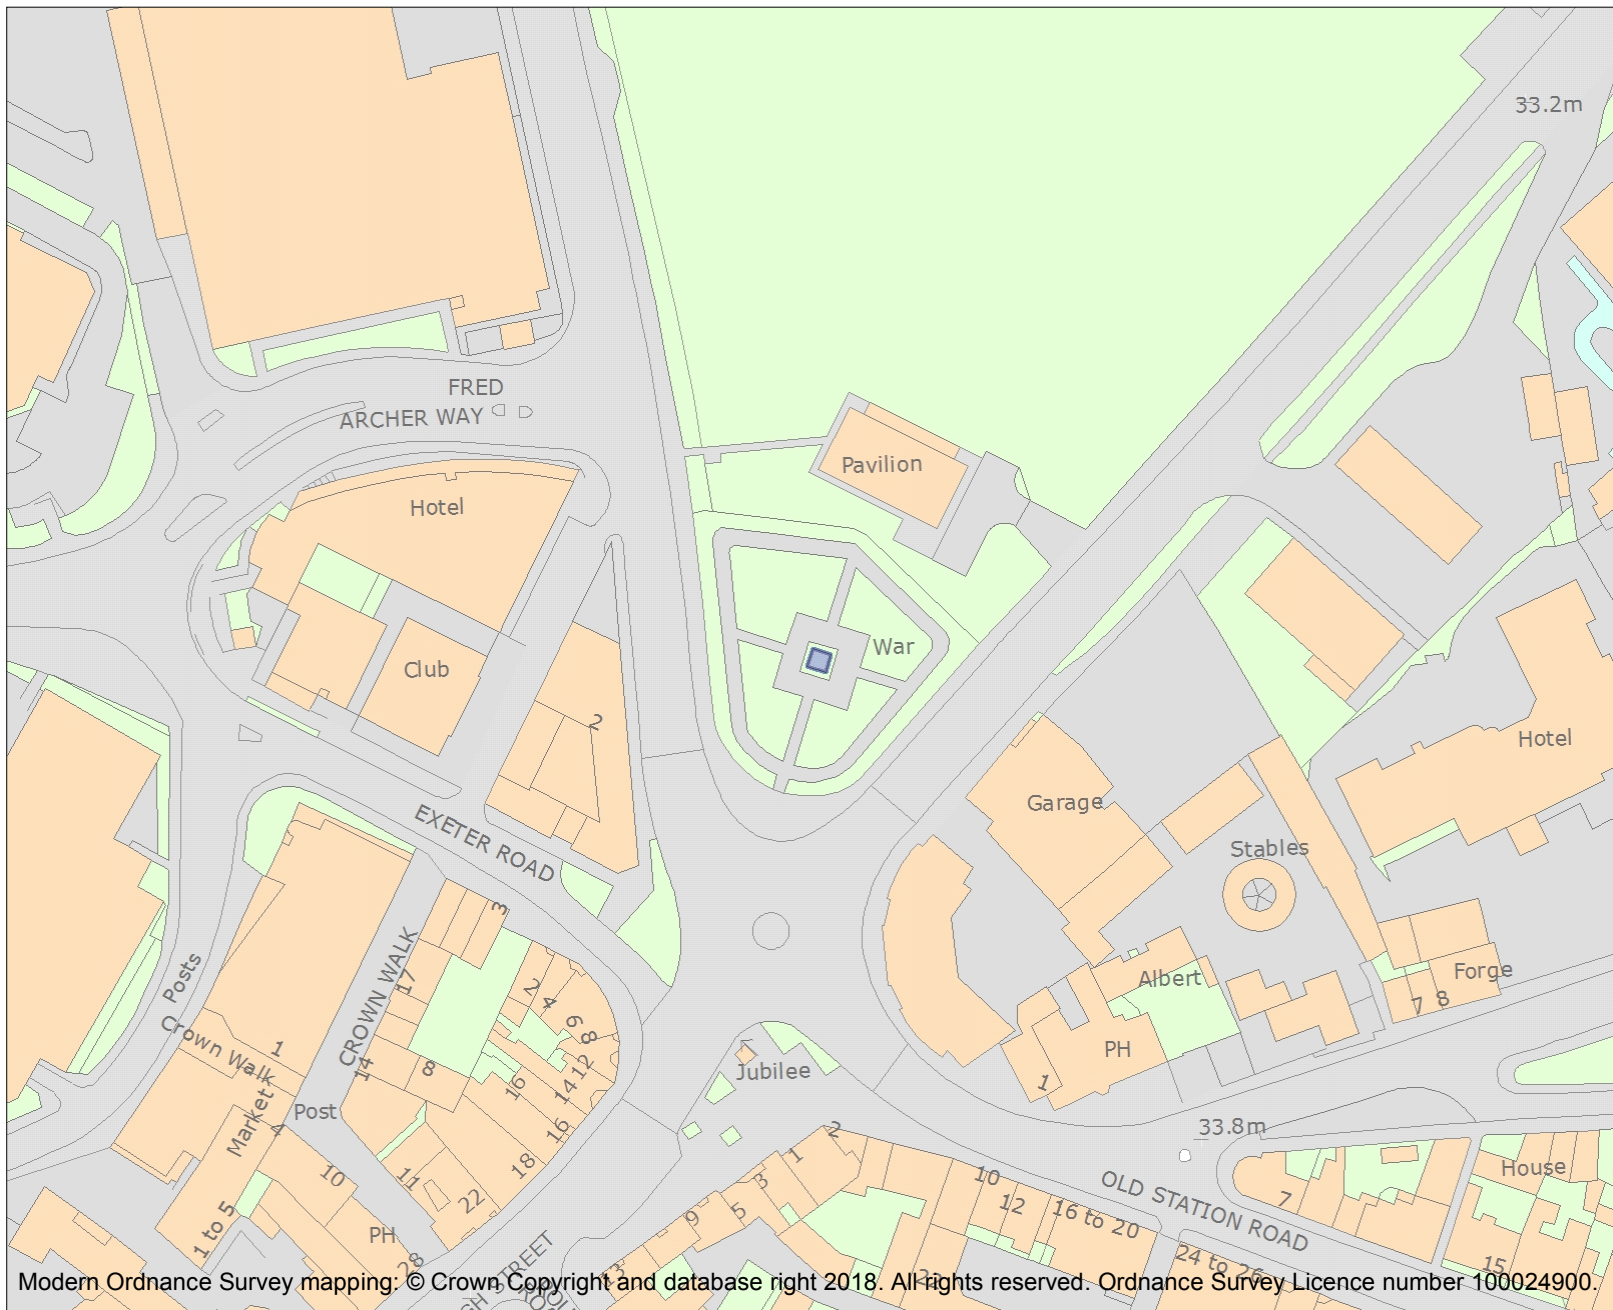 33.2m
FRED
ARCHER WAY
Pavilion
Hotel
War
Club
2
Hotel
Garage
EXETER ROAD
Stables
3
CROWN WALK
17
Posts
2
4
6
8
Albert
Forge
7
8
Crown Walk
1
14
8
12
14
16
16
18
Jubilee
PH
1
Post
Market
4
33.8m
2
1
3
5
9
10
11
22
10
12
16 to 20
OLD STATION ROAD
7
House
1 to 5
PH
28
24 to 26
15
13
Modern Ordnance Survey mapping: © Crown Copyright and database right 2018. All rights reserved. Ordnance Survey Licence number 100024900.